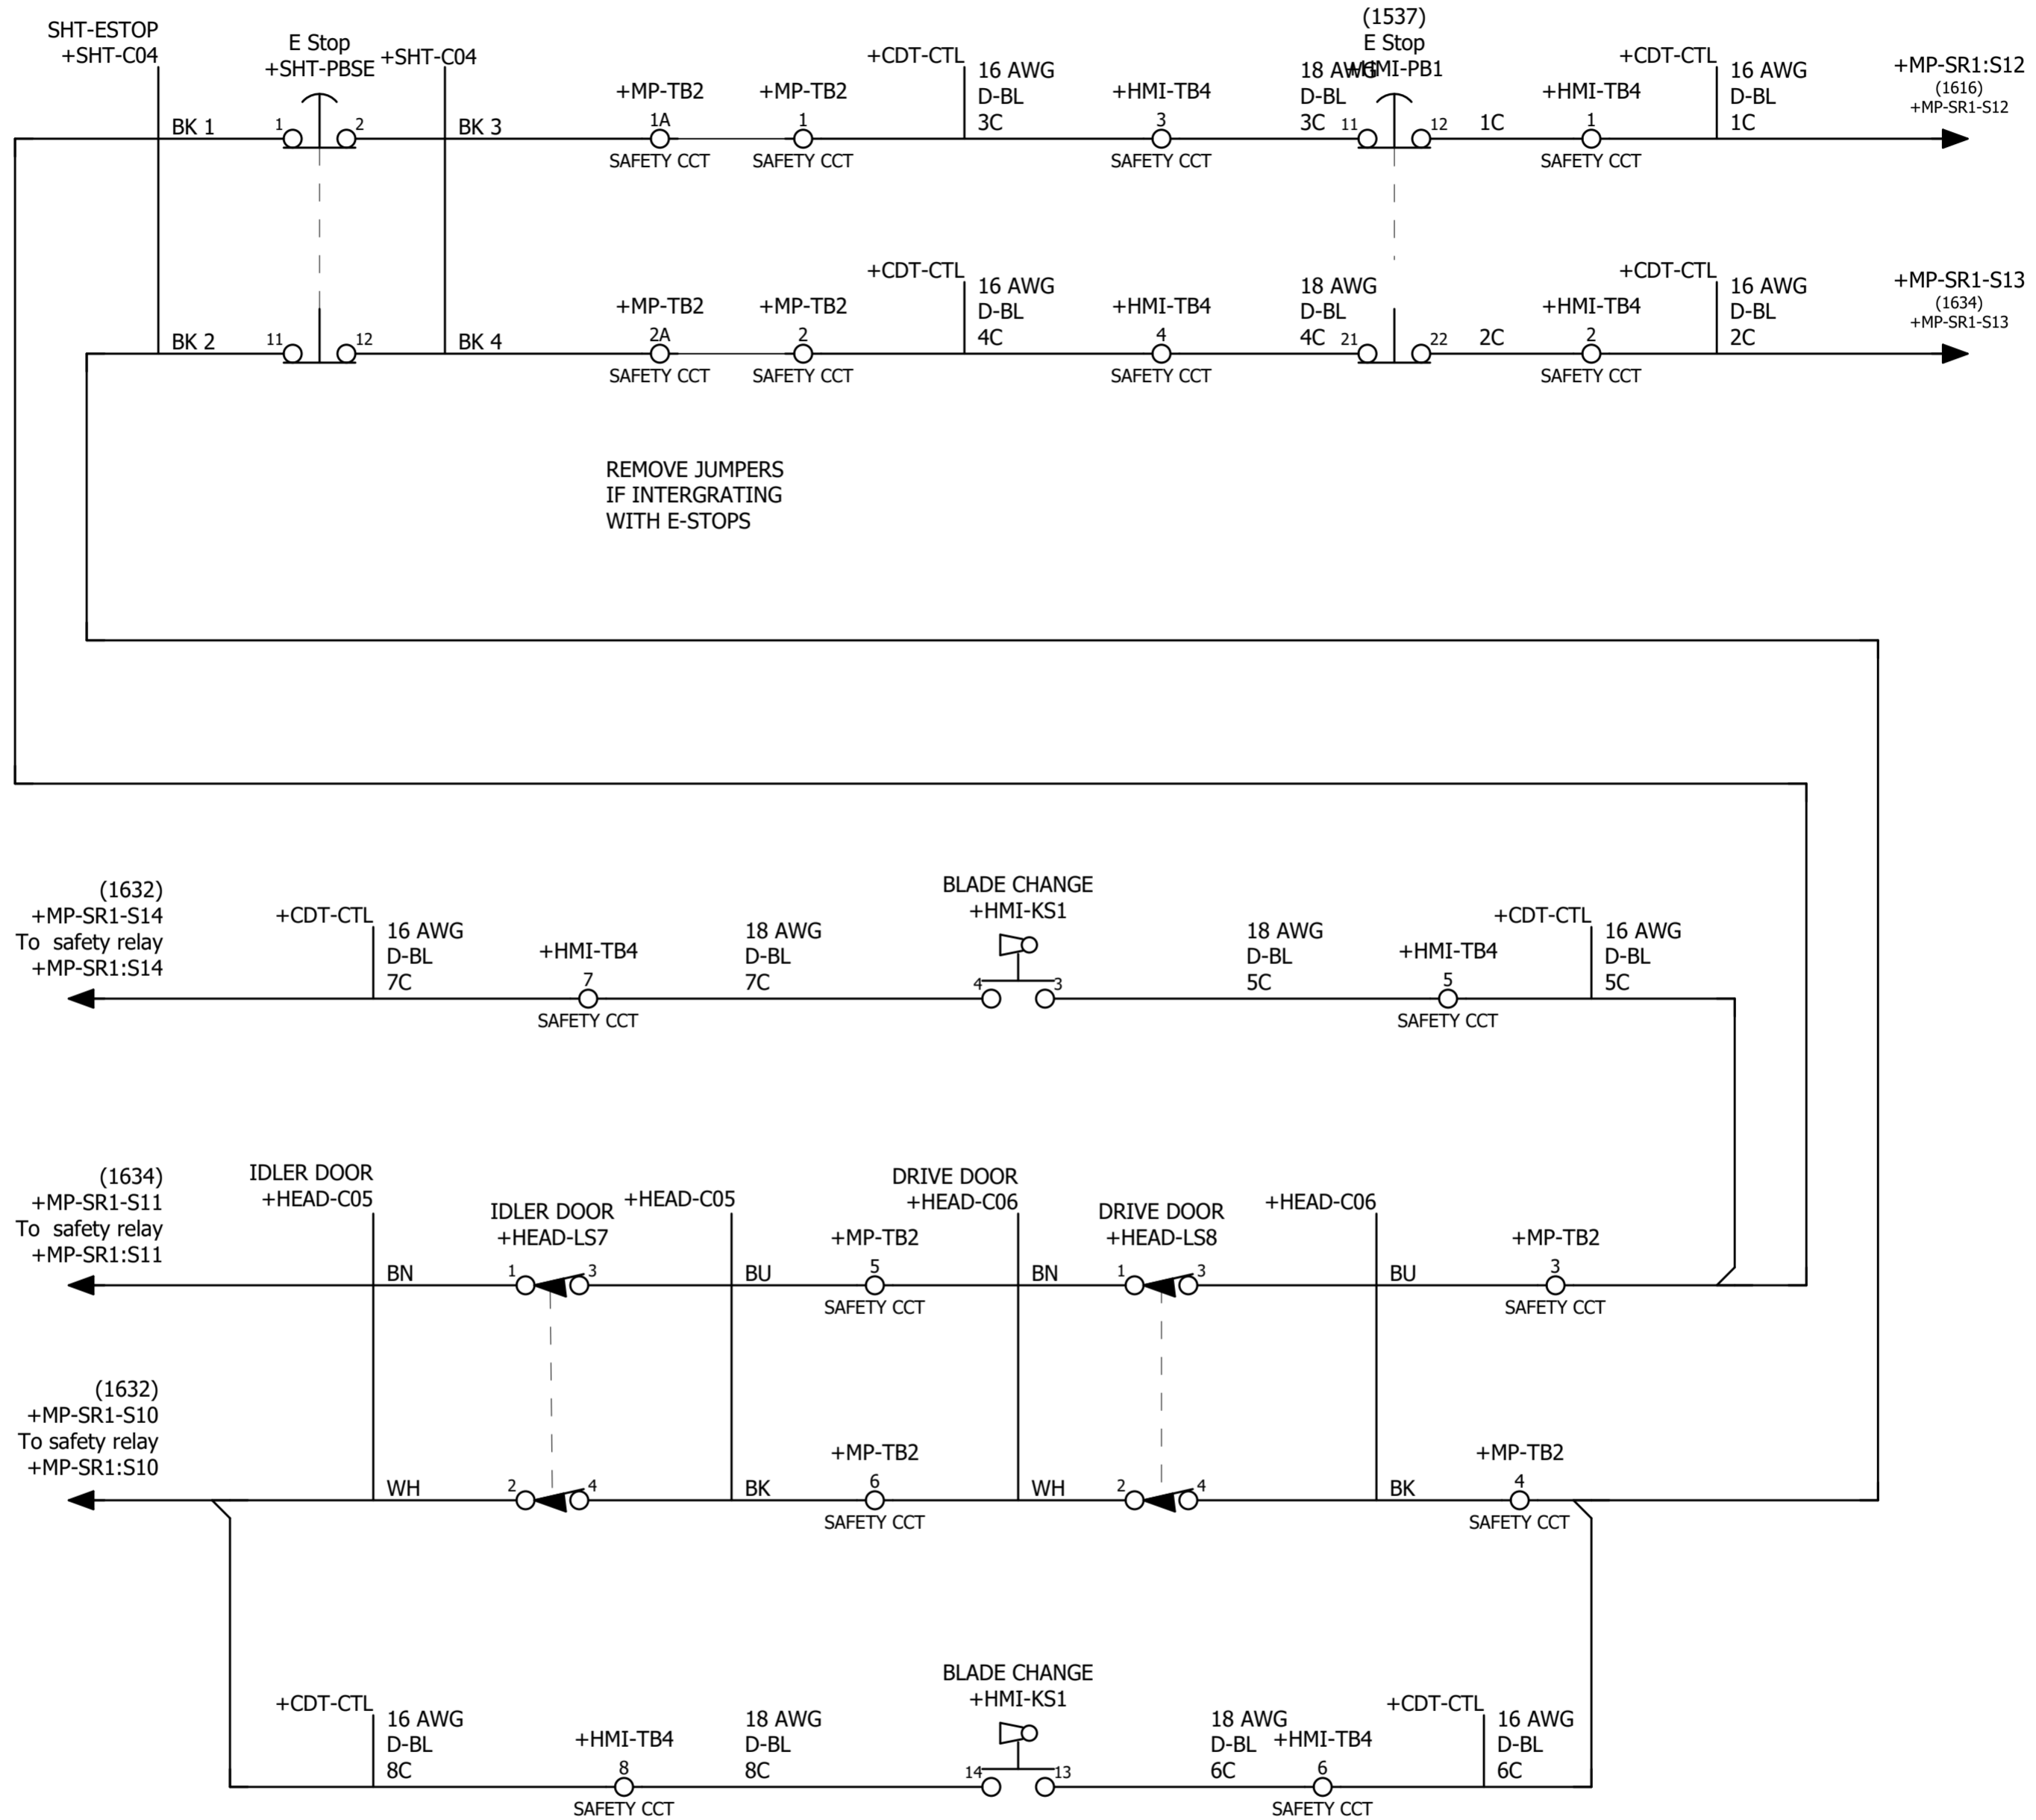 SHT-ESTOP
+SHT-C04
E Stop
+SHT-PBSE
+SHT-C04
+MP-TB2
+MP-TB2
+CDT-CTL
16 AWG
D-BL
3C
+HMI-TB4
18 AWG
D-BL
3C
(1537)
E Stop
+HMI-PB1
+HMI-TB4
+CDT-CTL
16 AWG
D-BL
1C
+MP-SR1:S12
(1616)
+MP-SR1-S12
BK 1
1
2
BK 3
1A
1
3
11
12
1C
1
SAFETY CCT
SAFETY CCT
SAFETY CCT
SAFETY CCT
+MP-TB2
+MP-TB2
+CDT-CTL
16 AWG
D-BL
4C
+HMI-TB4
18 AWG
D-BL
4C
+HMI-TB4
+CDT-CTL
16 AWG
D-BL
2C
+MP-SR1-S13
(1634)
+MP-SR1-S13
BK 2
11
12
BK 4
2A
2
4
21
22
2C
2
SAFETY CCT
SAFETY CCT
SAFETY CCT
SAFETY CCT
REMOVE JUMPERS
IF INTERGRATING
WITH E-STOPS
(1632)
+MP-SR1-S14
To safety relay
+MP-SR1:S14
+CDT-CTL
16 AWG
D-BL
7C
+HMI-TB4
7
SAFETY CCT
18 AWG
D-BL
7C
BLADE CHANGE
+HMI-KS1
4
3
18 AWG
D-BL
5C
+HMI-TB4
5
SAFETY CCT
+CDT-CTL
16 AWG
D-BL
5C
(1634)
+MP-SR1-S11
To safety relay
+MP-SR1:S11
IDLER DOOR
+HEAD-C05
BN
IDLER DOOR
+HEAD-LS7
1
3
+HEAD-C05
BU
+MP-TB2
5
SAFETY CCT
DRIVE DOOR
+HEAD-C06
BN
DRIVE DOOR
+HEAD-LS8
1
3
+HEAD-C06
BU
+MP-TB2
3
SAFETY CCT
(1632)
+MP-SR1-S10
To safety relay
+MP-SR1:S10
WH
2
4
BK
+MP-TB2
6
SAFETY CCT
WH
2
4
BK
+MP-TB2
4
SAFETY CCT
+CDT-CTL
16 AWG
D-BL
8C
+HMI-TB4
8
SAFETY CCT
18 AWG
D-BL
8C
BLADE CHANGE
+HMI-KS1
14
13
18 AWG
D-BL
6C
+HMI-TB4
6
SAFETY CCT
+CDT-CTL
16 AWG
D-BL
6C